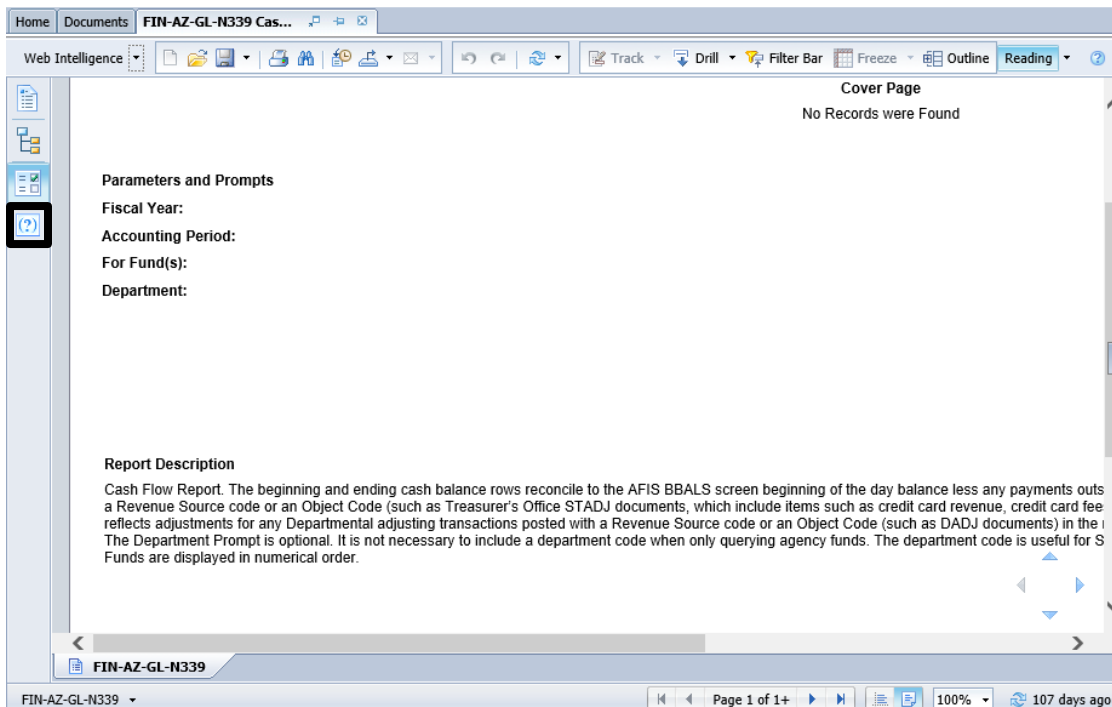 Home Documents FIN-AZ-GL-N339 Cas...
Web Intelligence Track Drill Filter Bar Freeze Outline Reading ?
Cover Page
No Records were Found
Parameters and Prompts
Fiscal Year:
(?)
Accounting Period:
For Fund(s):
Department:
Report Description
Cash Flow Report. The beginning and ending cash balance rows reconcile to the AFIS BBALS screen beginning of the day balance less any payments outs
a Revenue Source code or an Object Code (such as Treasurer's Office STADJ documents, which include items such as credit card revenue, credit card fee
reflects adjustments for any Departmental adjusting transactions posted with a Revenue Source code or an Object Code (such as DADJ documents) in the
The Department Prompt is optional. It is not necessary to include a department code when only querying agency funds. The department code is useful for S
Funds are displayed in numerical order.
FIN-AZ-GL-N339
FIN-AZ-GL-N339 Page 1 of 1+ 100% 107 days ago